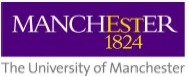 MANCHESTER
1824
The University of Manchester